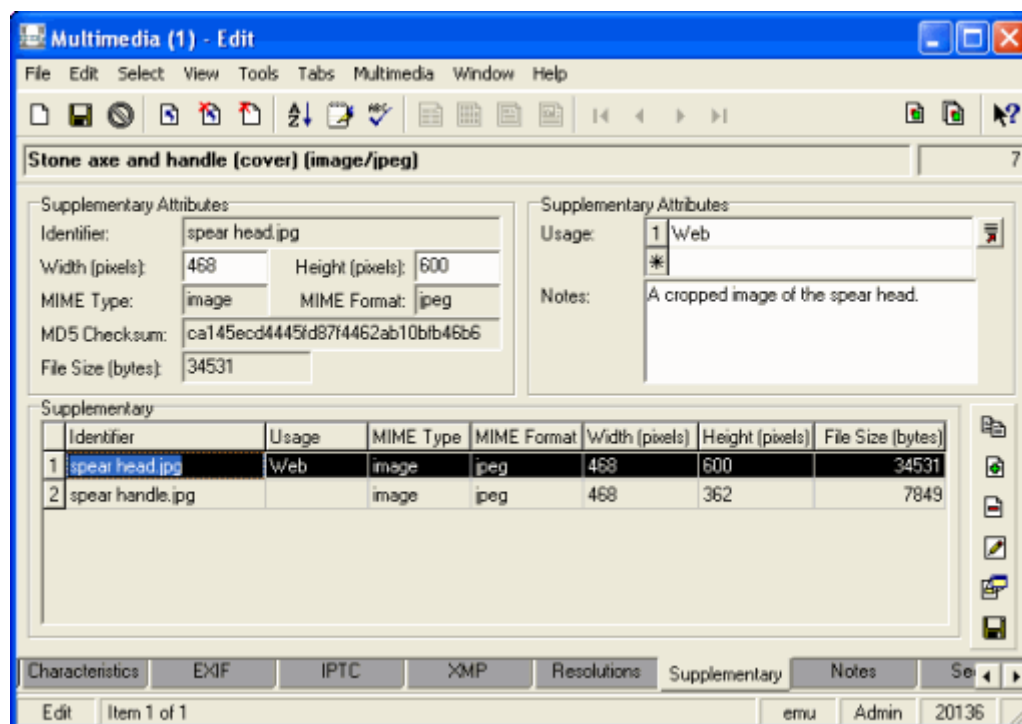 Multimedia (1) - Edit
File Edit Select View Tools Tabs Multimedia Window Help
Stone axe and handle (cover) (image/jpeg) 7
Supplementary Attributes
Identifier: spear head.jpg
Width (pixels): 468 Height (pixels): 600
MIME Type: image MIME Format: jpeg
MD5 Checksum: ca145ecd4445fd87f4462ab10bfb46b6
File Size (bytes): 34531
Supplementary Attributes
Usage: 1 Web
Notes: A cropped image of the spear head.
Supplementary
Identifier Usage MIME Type MIME Format Width (pixels) Height (pixels) File Size (bytes)
1 spear head.jpg Web image jpeg 468 600 34531
2 spear handle.jpg image jpeg 468 362 7849
Characteristics EXIF IPTC XMP Resolutions Supplementary Notes Se
Edit Item 1 of 1 emu Admin 20136